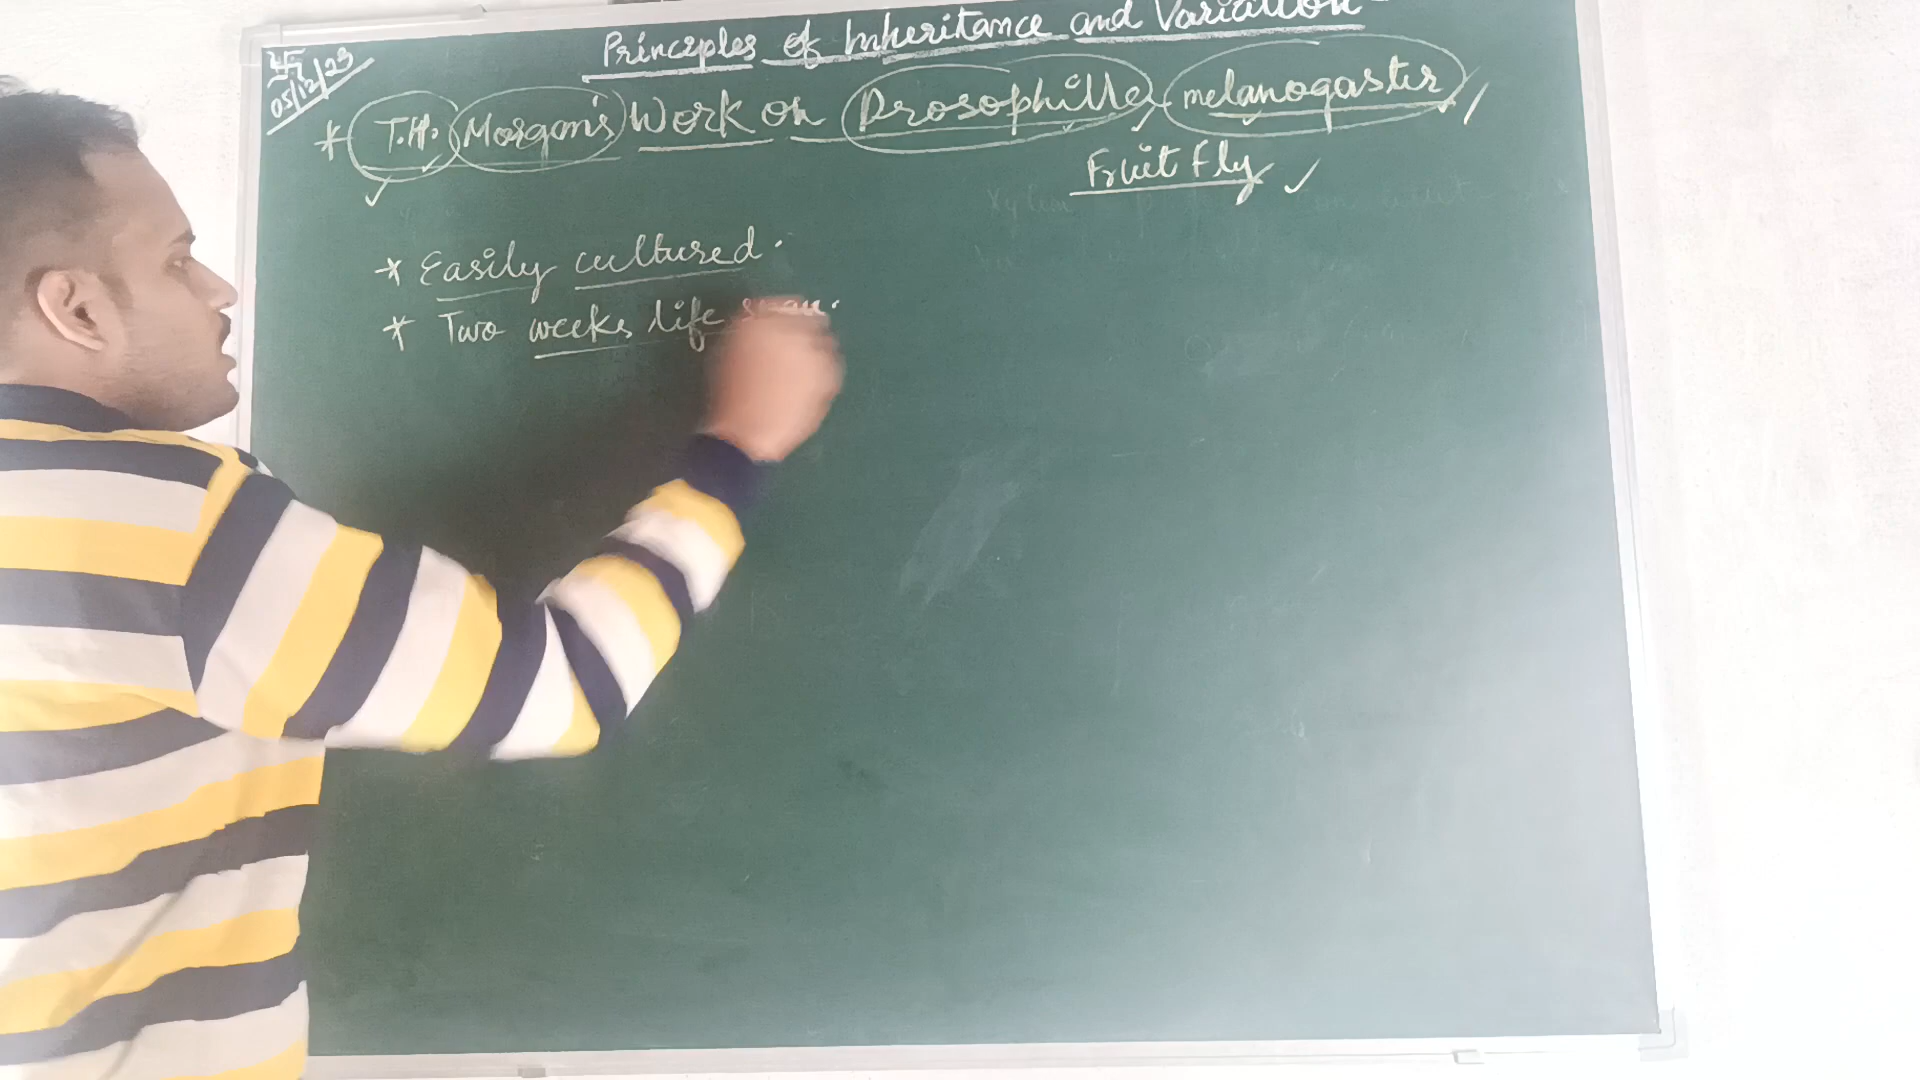 Principles of Inheritance and Variation
05/12/23
* T.H. Morgan's Work on Drosophilla melanogaster
Fruit Fly
* Easily cultured.
* Two weeks life span.